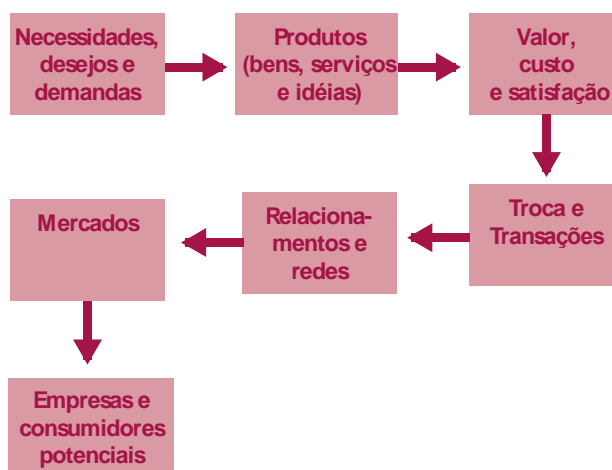 Necessidades,
desejos e
demandas
Produtos
(bens, serviços
e idéias)
Valor,
custo
e satisfação
Troca e
Transações
Relaciona-
mentos e
redes
Mercados
Empresas e
consumidores
potenciais